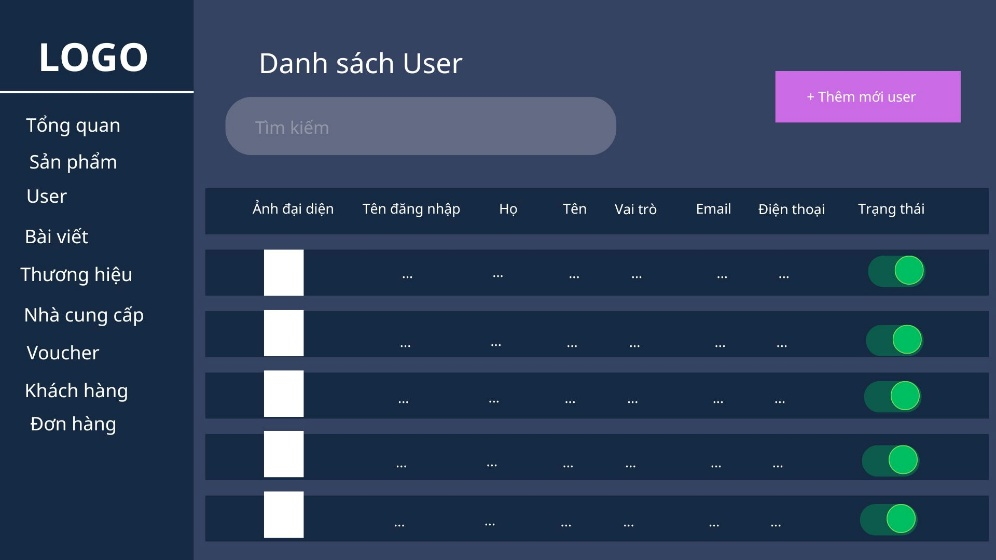 LOGO
Tổng quan
Sản phẩm
User
Bài viết
Thương hiệu
Nhà cung cấp
Voucher
Khách hàng
Đơn hàng
Danh sách User
Tìm kiếm
+ Thêm mới user
Ảnh đại diện Tên đăng nhập Họ Tên Vai trò Email Điện thoại Trạng thái
... ... ... ... ... ...
... ... ... ... ... ...
... ... ... ... ... ...
... ... ... ... ... ...
... ... ... ... ... ...